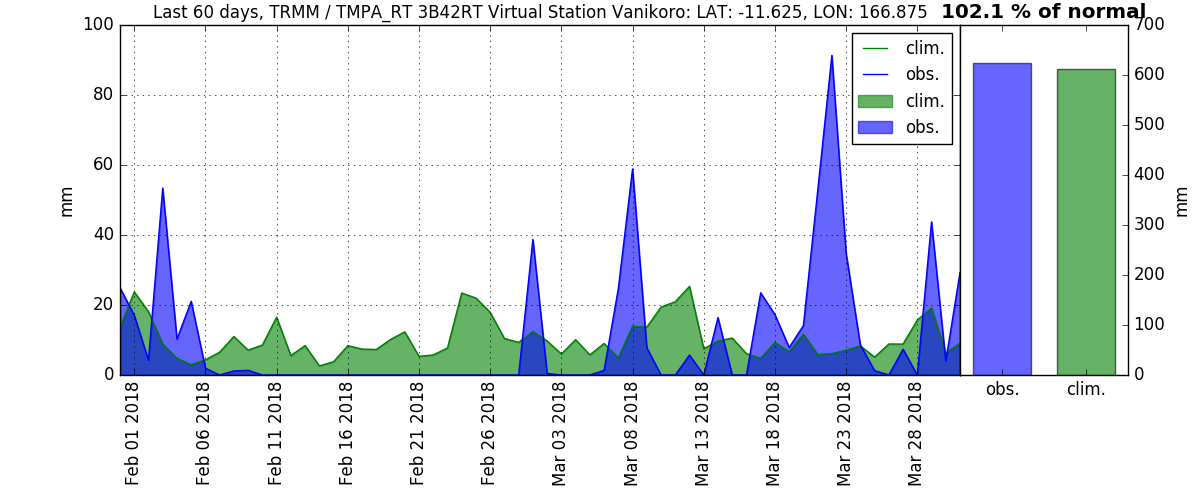 Last 60 days, TRMM / TMPA_RT 3B42RT Virtual Station Vanikoro: LAT: -11.625, LON: 166.875 102.1 % of normal
100
80
60
40
20
0
mm
clim.
obs.
clim.
obs.
Feb 01 2018
Feb 06 2018
Feb 11 2018
Feb 16 2018
Feb 21 2018
Feb 26 2018
Mar 03 2018
Mar 08 2018
Mar 13 2018
Mar 18 2018
Mar 23 2018
Mar 28 2018
700
600
500
400
300
200
100
0
mm
obs.
clim.